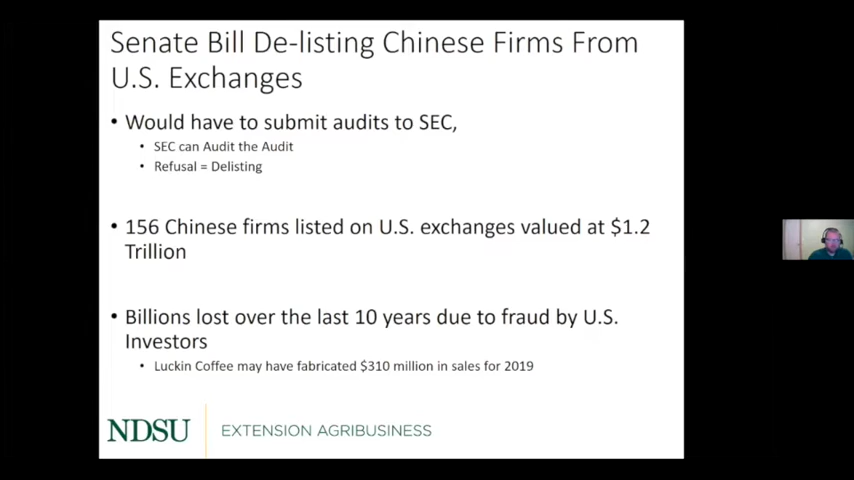 Senate Bill De-listing Chinese Firms From
U.S. Exchanges
• Would have to submit audits to SEC,
• SEC can Audit the Audit
• Refusal = Delisting
• 156 Chinese firms listed on U.S. exchanges valued at $1.2
Trillion
• Billions lost over the last 10 years due to fraud by U.S.
Investors
• Luckin Coffee may have fabricated $310 million in sales for 2019
NDSU EXTENSION AGRIBUSINESS